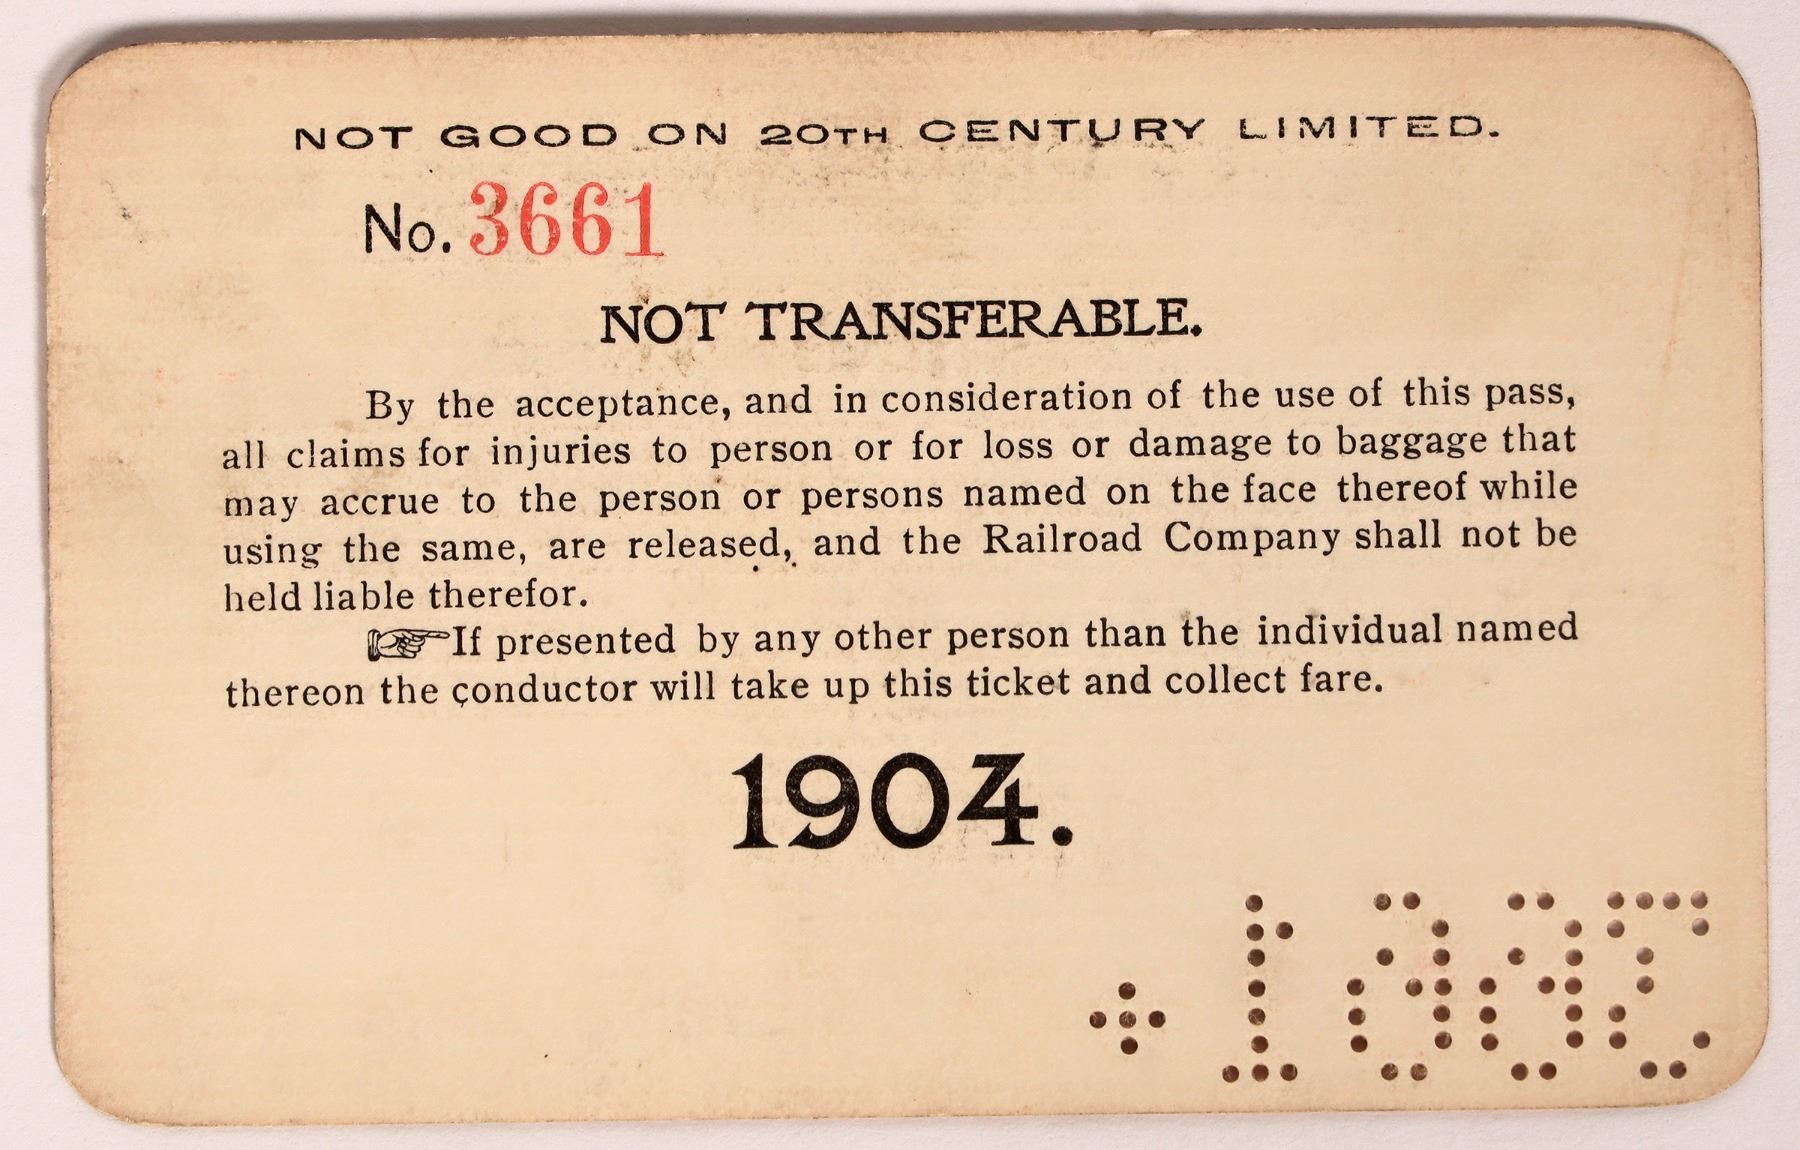 NOT GOOD ON 20TH CENTURY LIMITED.
No. 3661
NOT TRANSFERABLE.
By the acceptance, and in consideration of the use of this pass,
all claims for injuries to person or for loss or damage to baggage that
may accrue to the person or persons named on the face thereof while
using the same, are released, and the Railroad Company shall not be
held liable therefor.
☞If presented by any other person than the individual named
thereon the conductor will take up this ticket and collect fare.
1904.
3661+